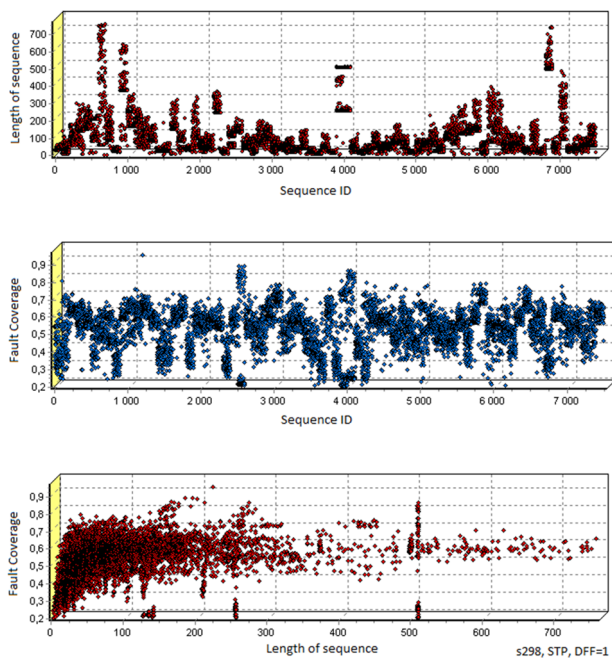 700
600
500
400
300
200
100
0
Length of sequence
0 1 000 2 000 3 000 4 000 5 000 6 000 7 000
Sequence ID
0,9
0,8
0,7
0,6
0,5
0,4
0,3
0,2
Fault Coverage
0 1 000 2 000 3 000 4 000 5 000 6 000 7 000
Sequence ID
0,9
0,8
0,7
0,6
0,5
0,4
0,3
0,2
Fault Coverage
0 100 200 300 400 500 600 700
Length of sequence
s298, STP, DFF=1